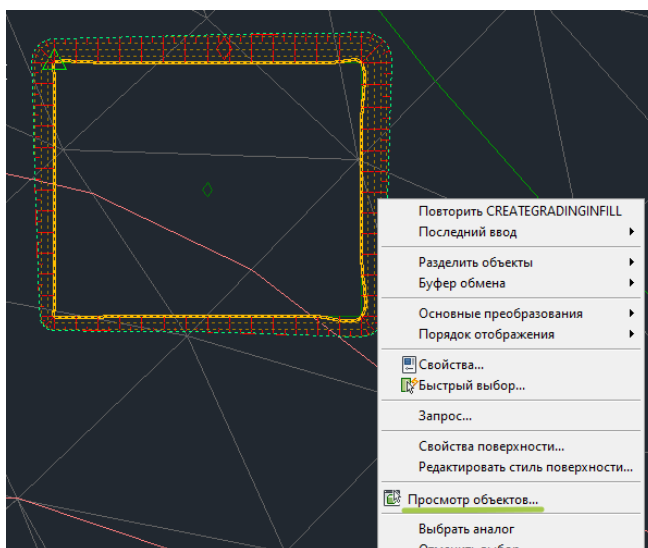 Повторить CREATEGRADINGINFILL
Последний ввод
Разделить объекты
Буфер обмена
Основные преобразования
Порядок отображения
Свойства...
Быстрый выбор...
Запрос...
Свойства поверхности...
Редактировать стиль поверхности...
Просмотр объектов...
Выбрать аналог